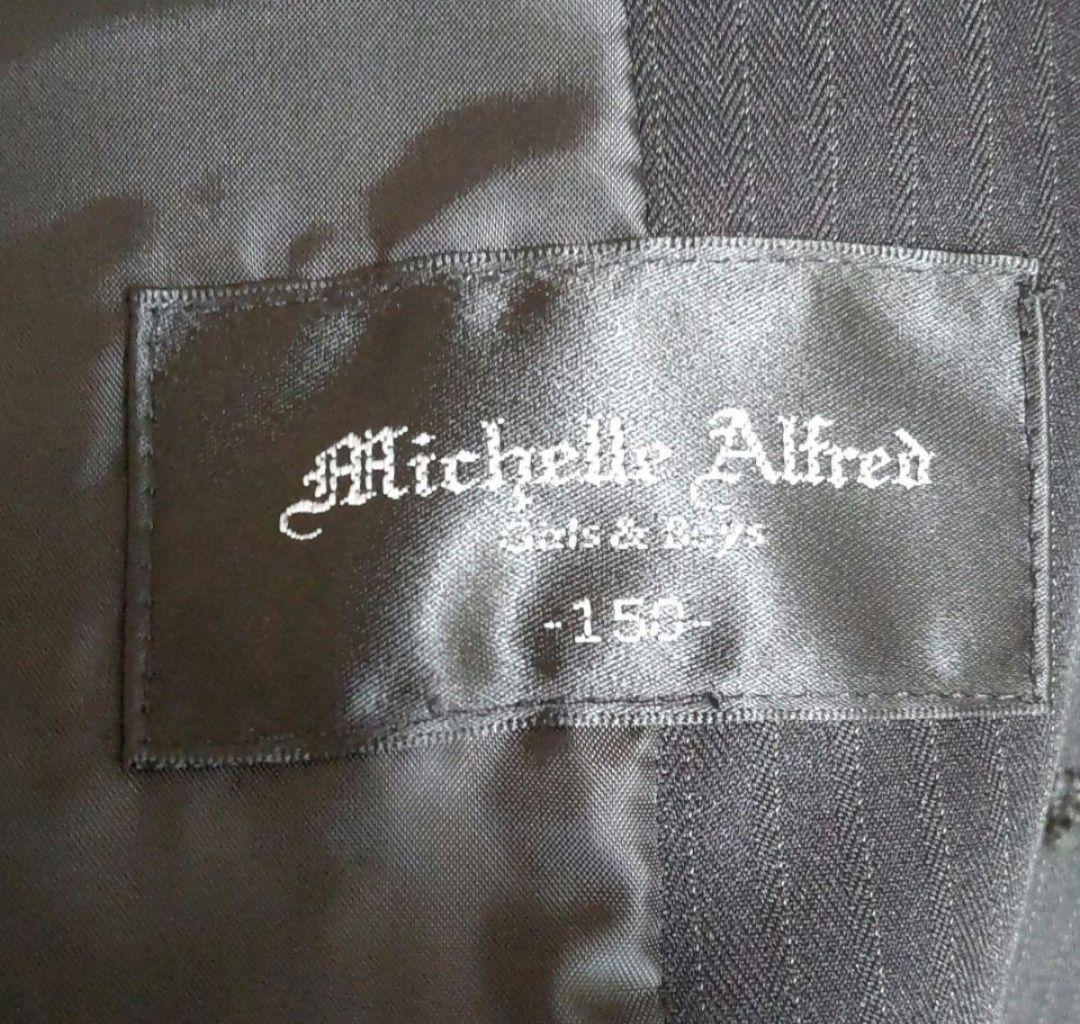 Michelle Alfred
Girls & Boys
-150-